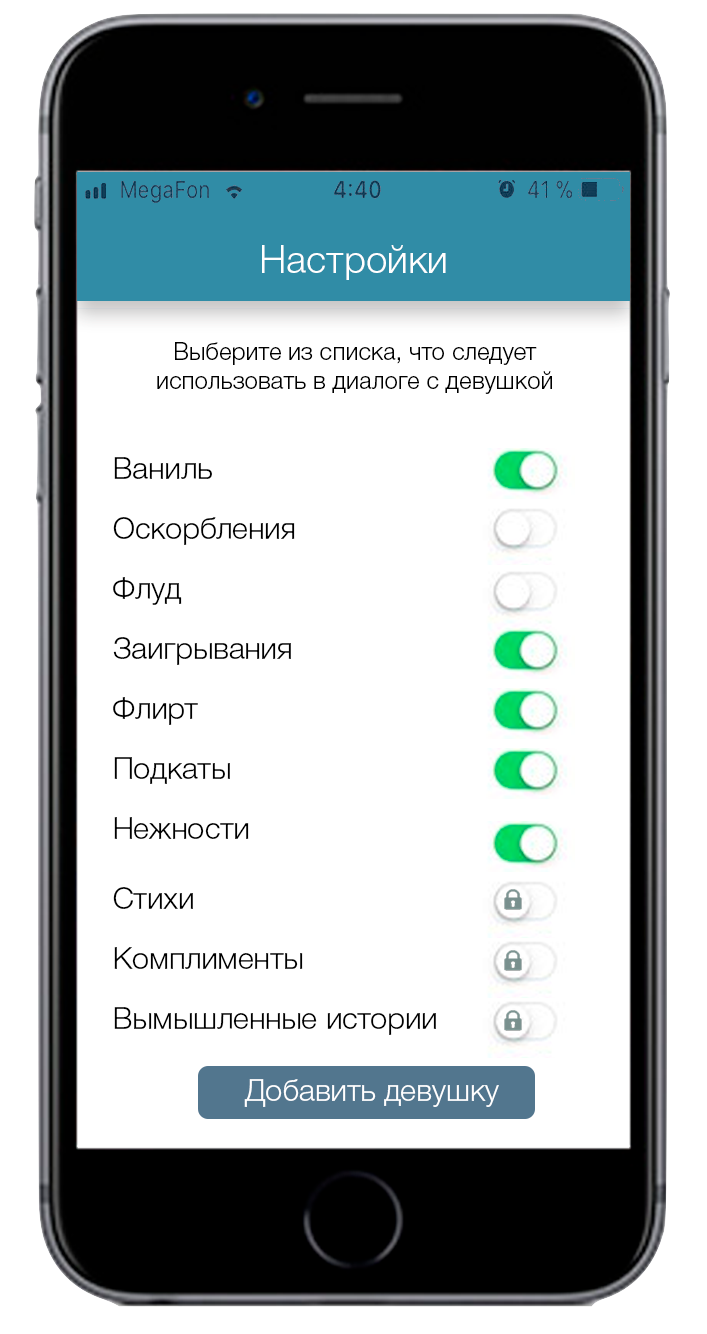 MegaFon 4:40 41 %
Настройки
Выберите из списка, что следует
использовать в диалоге с девушкой
Ваниль
Оскорбления
Флуд
Заигрывания
Флирт
Подкаты
Нежности
Стихи
Комплименты
Вымышленные истории
Добавить девушку